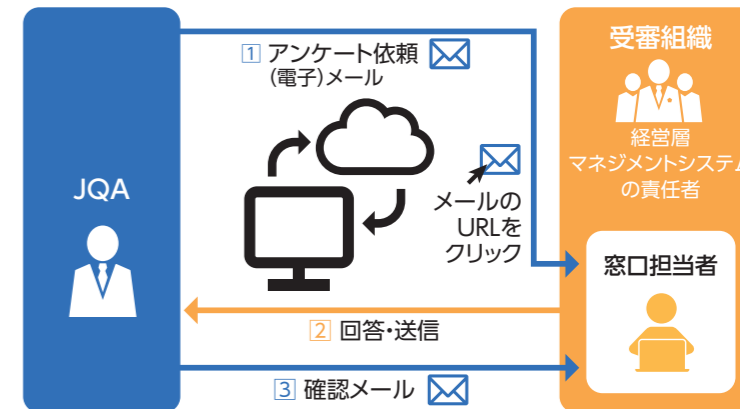 JQA
1 アンケート依頼
(電子)メール
メールの
URLを
クリック
2 回答・送信
3 確認メール
受審組織
経営層
マネジメントシステム
の責任者
窓口担当者